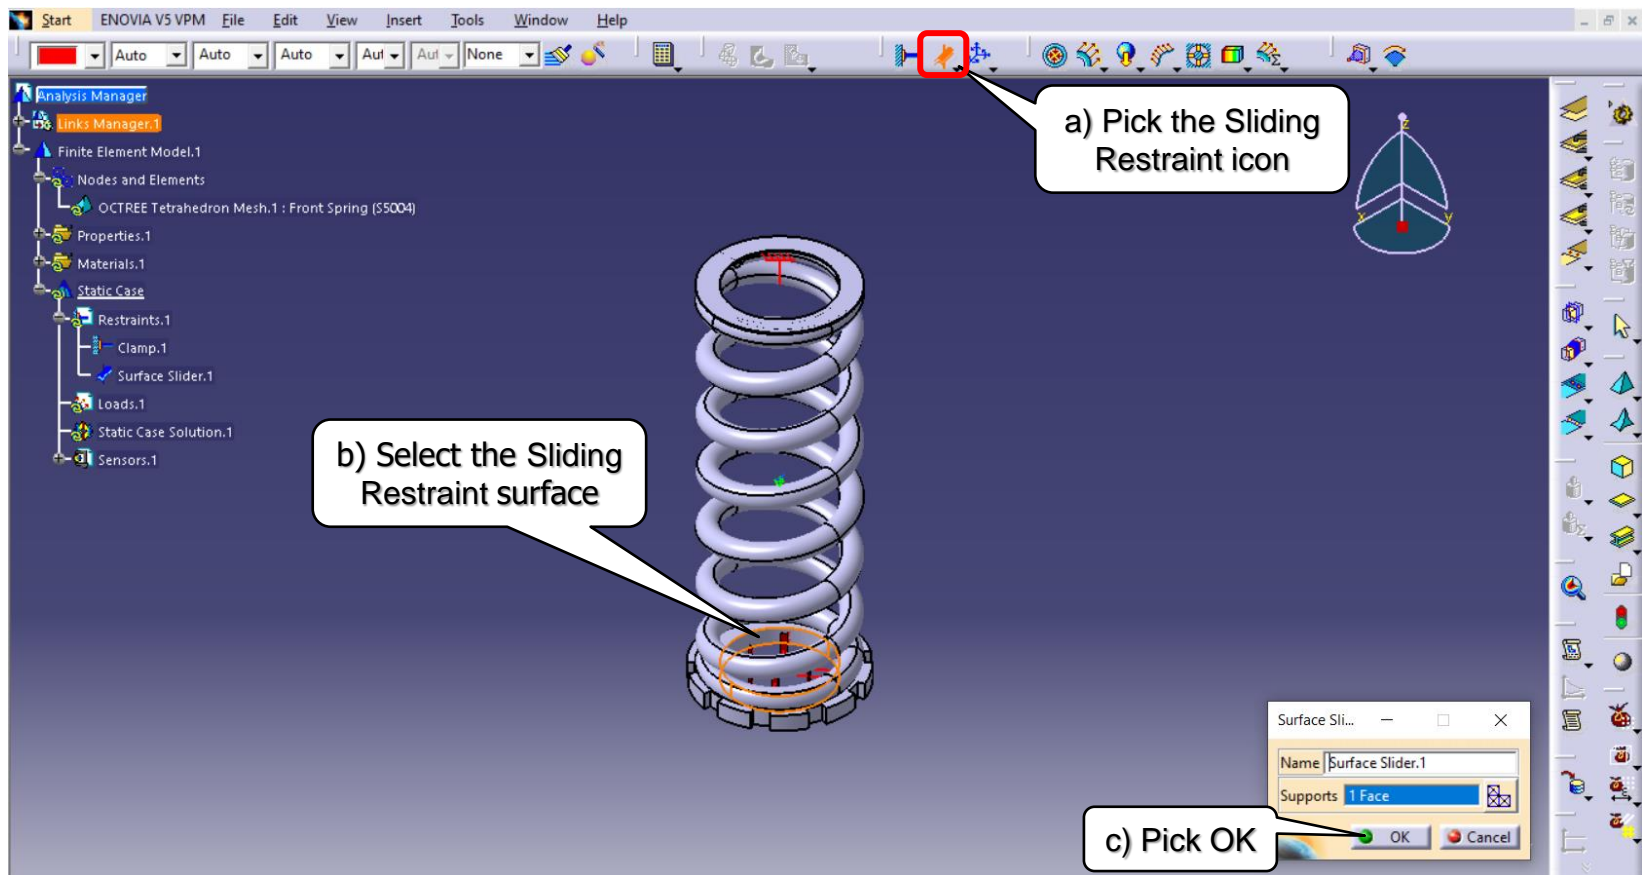 Start ENOVIA V5 VPM File Edit View Insert Tools Window Help
Auto Auto Auto Aut Aut None
a) Pick the Sliding
Restraint icon
Analysis Manager
Links Manager.1
Finite Element Model.1
Nodes and Elements
OCTREE Tetrahedron Mesh.1 : Front Spring (S5004)
Properties.1
Materials.1
Static Case
Restraints.1
Clamp.1
Surface Slider.1
Loads.1
Static Case Solution.1
Sensors.1
z
x y
b) Select the Sliding
Restraint surface
Surface Sli...
Name Surface Slider.1
Supports 1 Face
OK Cancel
c) Pick OK